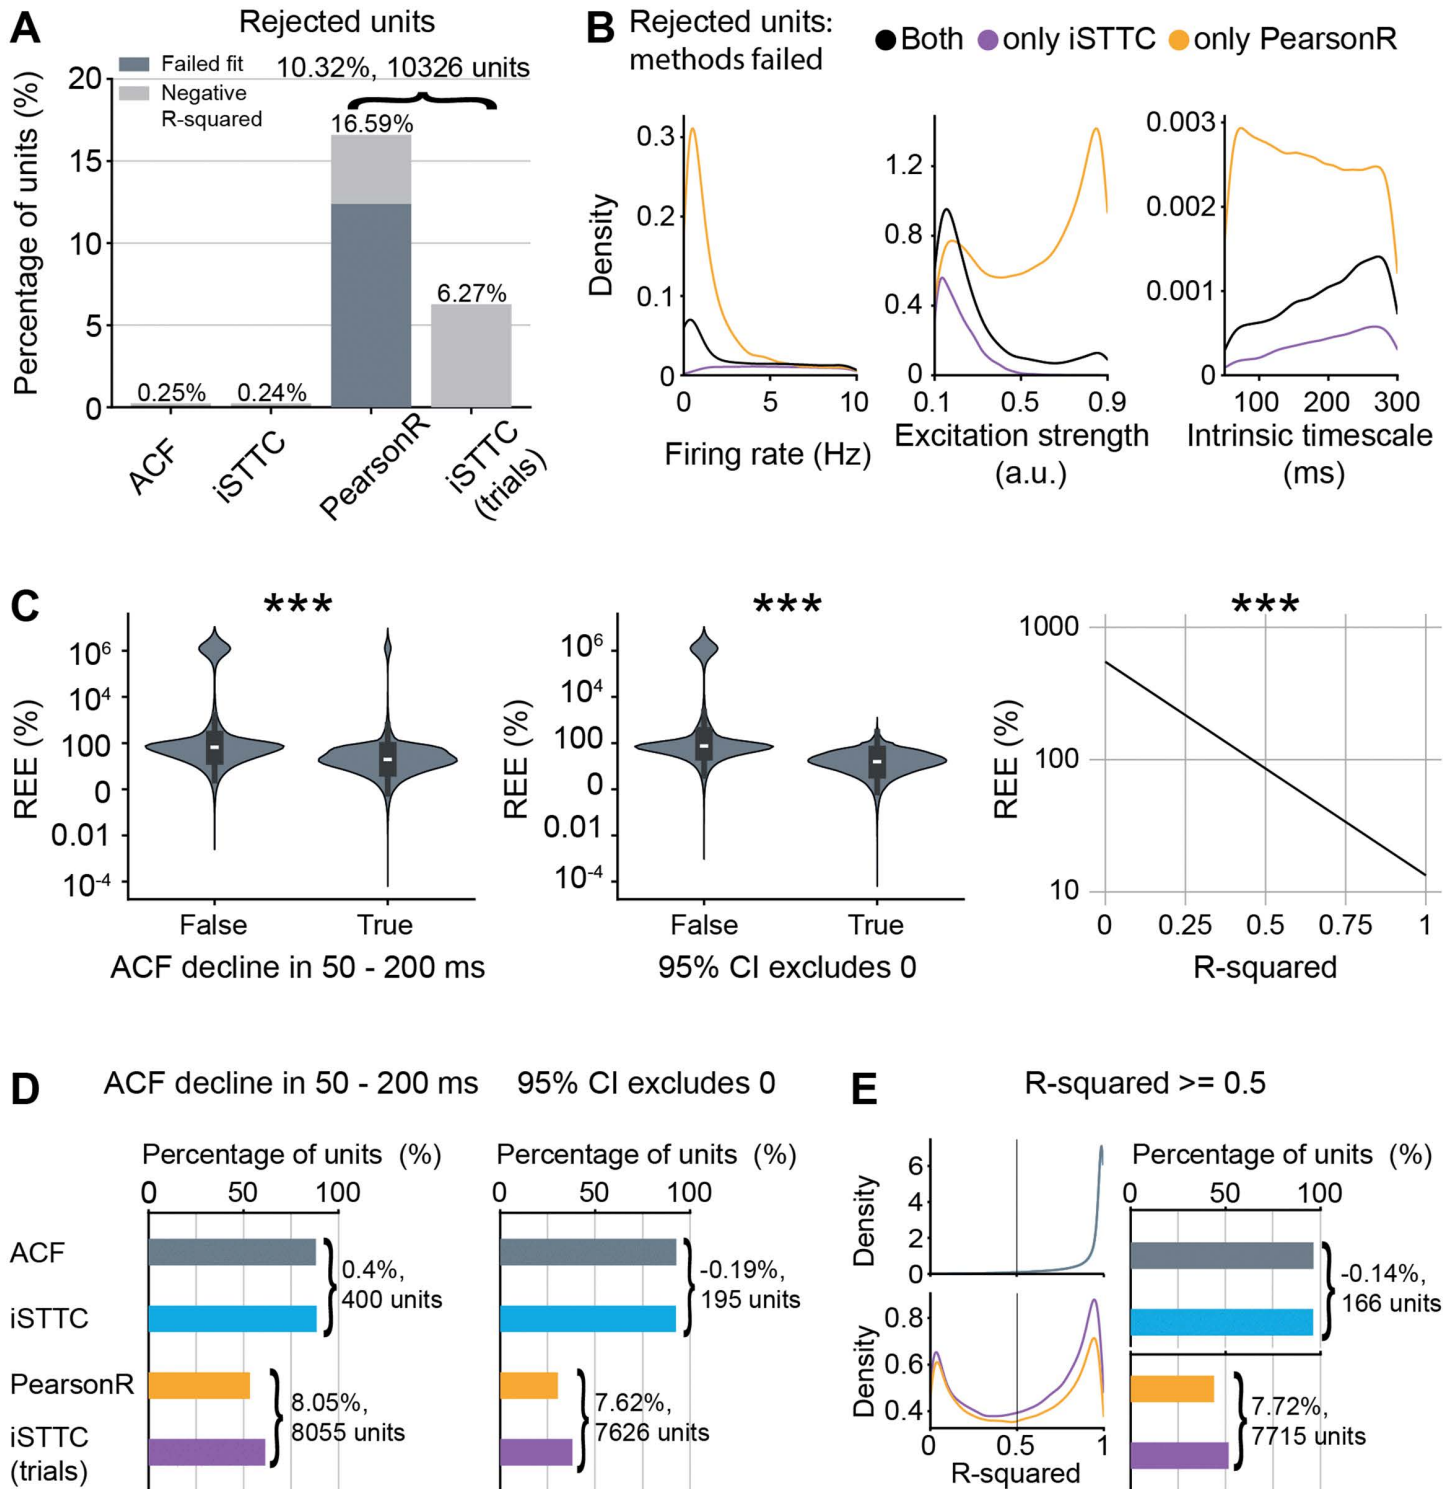 A
Rejected units
Failed fit
Negative
R-squared
10.32%, 10326 units
Percentage of units (%)
20
15
10
5
0
0.25%
0.24%
16.59%
6.27%
ACF
iSTTC
PearsonR
iSTTC
(trials)
B
Rejected units:
methods failed
Both
only iSTTC
only PearsonR
Density
0.3
0.2
0.1
0
0
5
10
Firing rate (Hz)
1.2
0.8
0.4
0
0.1
0.5
0.9
Excitation strength
(a.u.)
0.003
0.002
0.001
0
100
200
300
Intrinsic timescale
(ms)
C
***
REE (%)
10⁶
10⁴
100
0
0.01
10⁻⁴
False
True
ACF decline in 50 - 200 ms
***
REE (%)
10⁶
10⁴
100
0
0.01
10⁻⁴
False
True
95% CI excludes 0
***
REE (%)
1000
100
10
0
0.25
0.5
0.75
1
R-squared
D
ACF decline in 50 - 200 ms
95% CI excludes 0
Percentage of units (%)
0
50
100
Percentage of units (%)
0
50
100
ACF
iSTTC
PearsonR
iSTTC
(trials)
0.4%,
400 units
8.05%,
8055 units
-0.19%,
195 units
7.62%,
7626 units
E
R-squared >= 0.5
Density
6
4
2
0
Density
0.8
0.6
0.4
0
0.5
1
R-squared
Percentage of units (%)
0
50
100
-0.14%,
166 units
7.72%,
7715 units